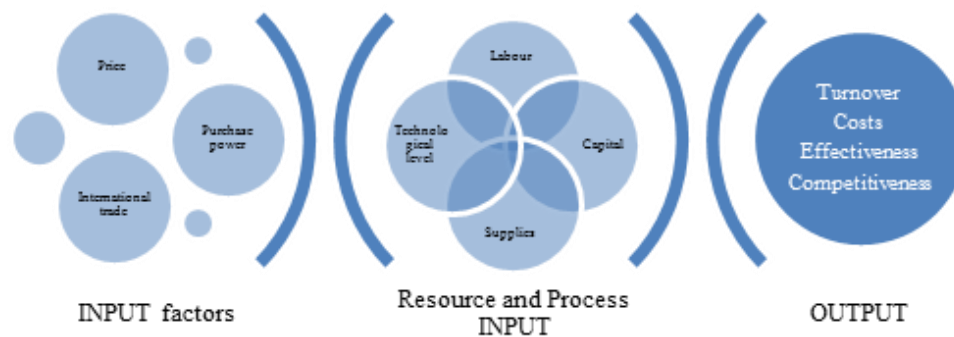 Price
Purchase
power
International
trade
INPUT factors
Labour
Technolo
gical
level
Capital
Supplies
Resource and Process
INPUT
Turnover
Costs
Effectiveness
Competitiveness
OUTPUT